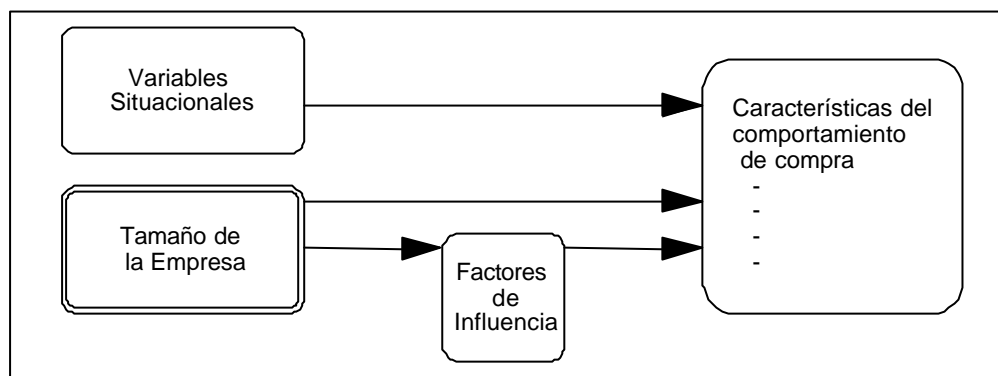 Variables
Situacionales
Tamaño de
la Empresa
Factores
de
Influencia
Características del
comportamiento
de compra
-
-
-
-